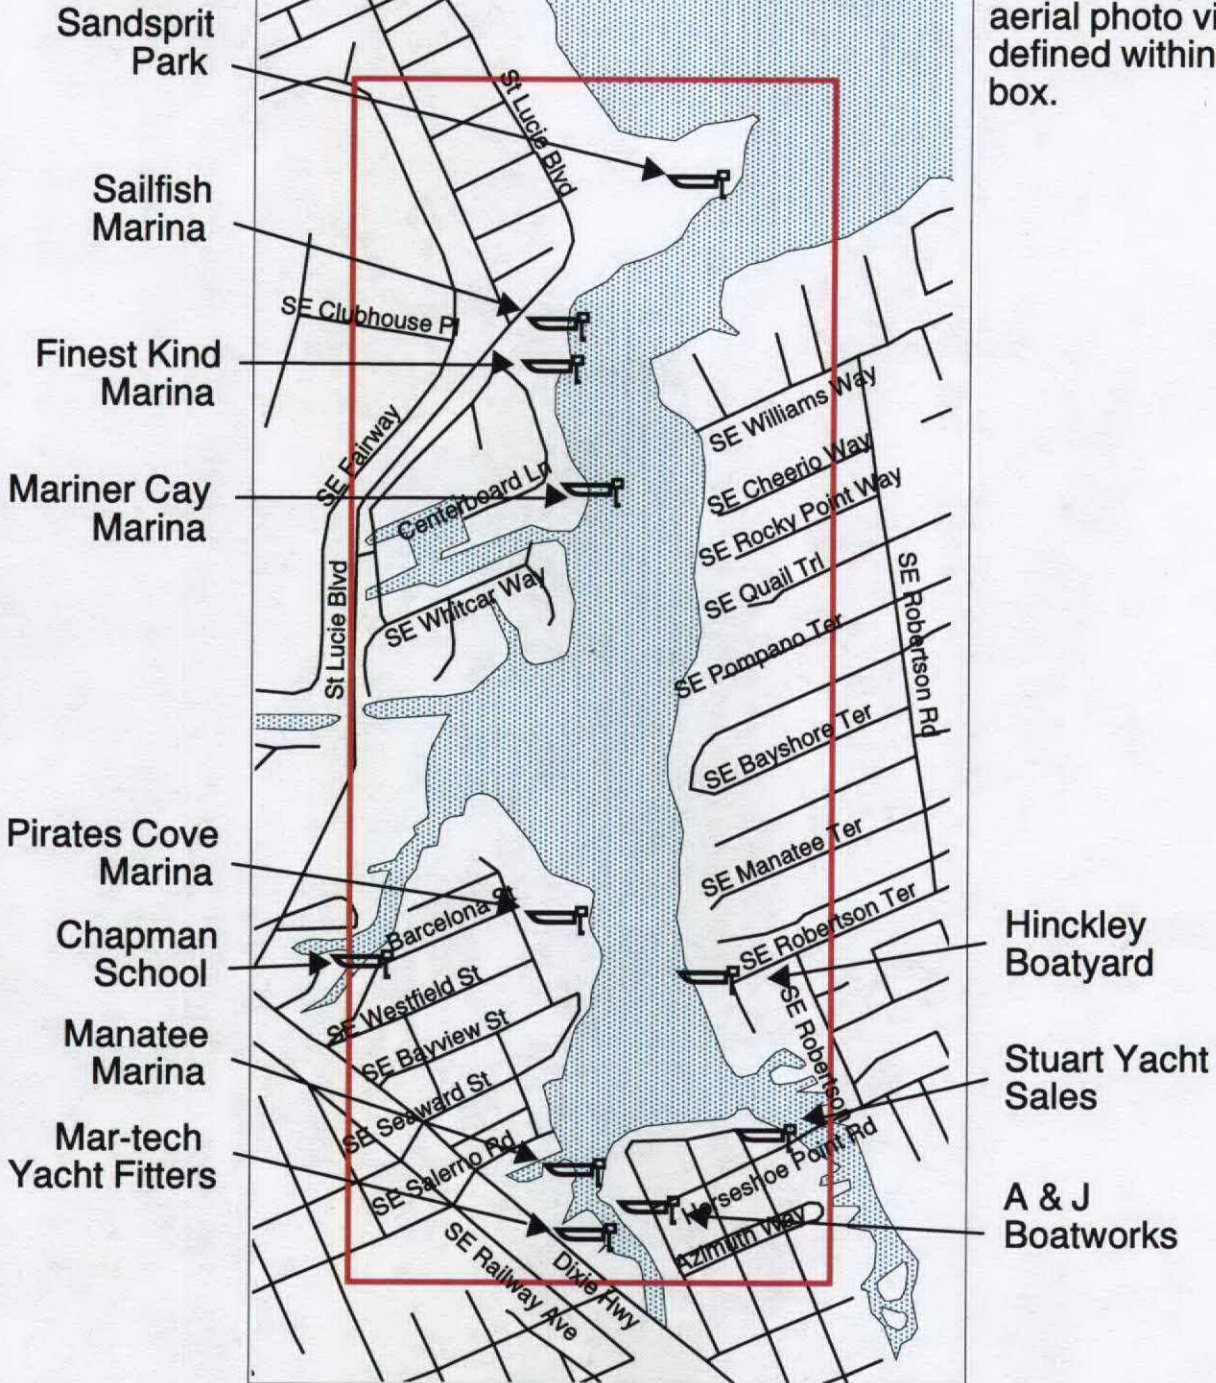 aerial photo
defined within
box.
Sandsprit
Park
St Lucie Blvd
Sailfish
Marina
SE Clubhouse Pl
Finest Kind
Marina
SE Fairway
SE Williams Way
SE Cheerio Way
Mariner Cay
Marina
Centerboard Ln
SE Rocky Point Way
SE Quail Trl
SE Robertson Rd
St Lucie Blvd
SE Whitcar Way
SE Pompano Ter
SE Bayshore Ter
Pirates Cove
Marina
SE Manatee Ter
Barcelona St
SE Robertson Ter
Chapman
School
Hinckley
Boatyard
SE Westfield St
SE Robertson
Manatee
Marina
SE Bayview St
Stuart Yacht
Sales
SE Seaward St
Mar-tech
Yacht Fitters
SE Salerno Rd
Horseshoe Point Rd
A & J
Boatworks
Azimuth Way
SE Railway Ave
Dixie Hwy